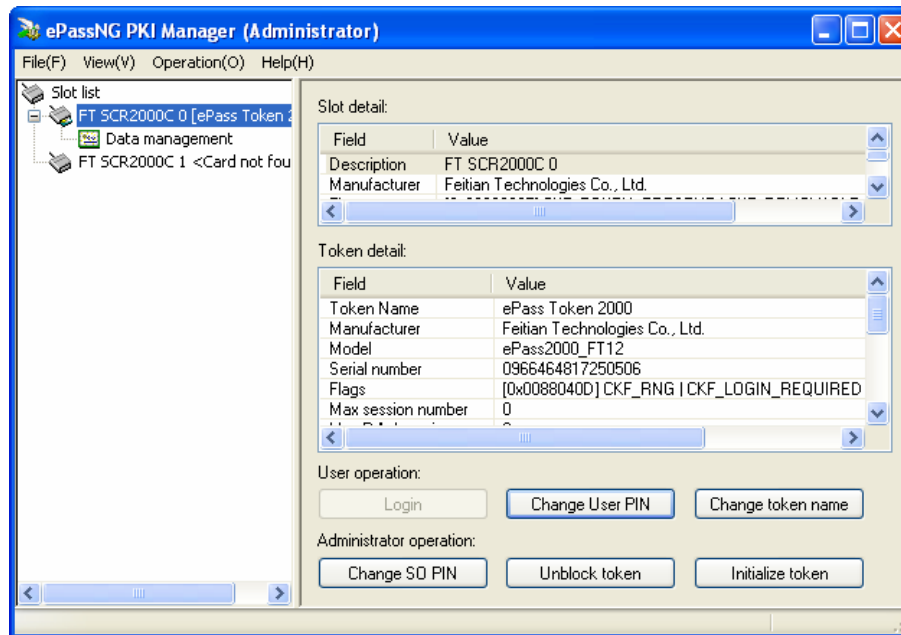 ePassNG PKI Manager (Administrator)
File(F) View(V) Operation(O) Help(H)
Slot list
FT SCR2000C 0 [ePass Token 2
Data management
FT SCR2000C 1 <Card not fou
Slot detail:
Field Value
Description FT SCR2000C 0
Manufacturer Feitian Technologies Co., Ltd.
Token detail:
Field Value
Token Name ePass Token 2000
Manufacturer Feitian Technologies Co., Ltd.
Model ePass2000_FT12
Serial number 0966464817250506
Flags [0x0088040D] CKF_RNG | CKF_LOGIN_REQUIRED
Max session number 0
User operation:
Login Change User PIN Change token name
Administrator operation:
Change SO PIN Unblock token Initialize token